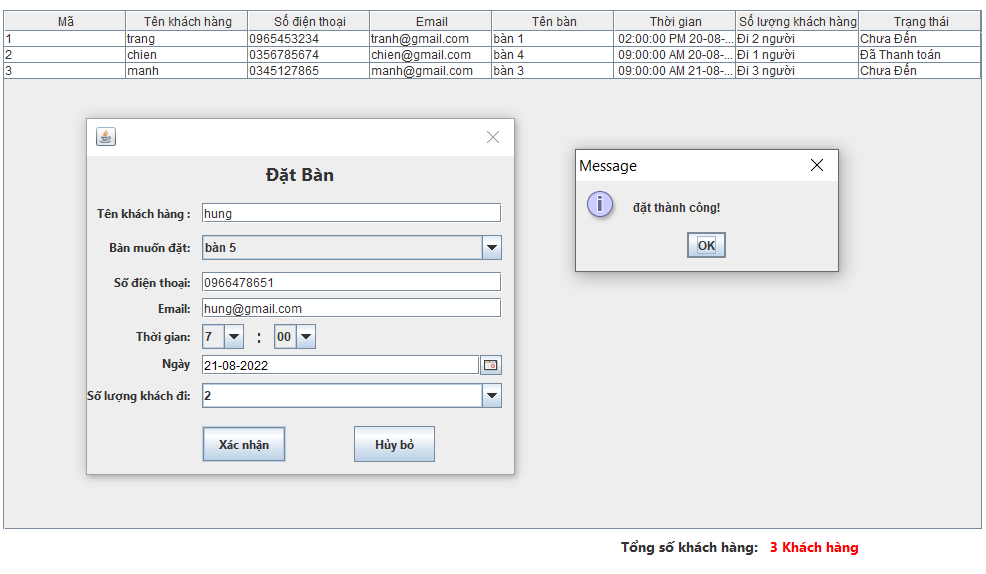 Mã Tên khách hàng Số điện thoại Email Tên bàn Thời gian Số lượng khách hàng Trạng thái
1 trang 0965453234 tranh@gmail.com bàn 1 02:00:00 PM 20-08-... Đi 2 người Chưa Đến
2 chien 0356785674 chien@gmail.com bàn 4 09:00:00 AM 20-08-... Đi 1 người Đã Thanh toán
3 manh 0345127865 manh@gmail.com bàn 3 09:00:00 AM 21-08-... Đi 3 người Chưa Đến
Đặt Bàn
Tên khách hàng : hung
Bàn muốn đặt: bàn 5
Số điện thoại: 0966478651
Email: hung@gmail.com
Thời gian: 7 : 00
Ngày 21-08-2022
Số lượng khách đi: 2
Xác nhận Hủy bỏ
Message
đặt thành công!
OK
Tổng số khách hàng: 3 Khách hàng